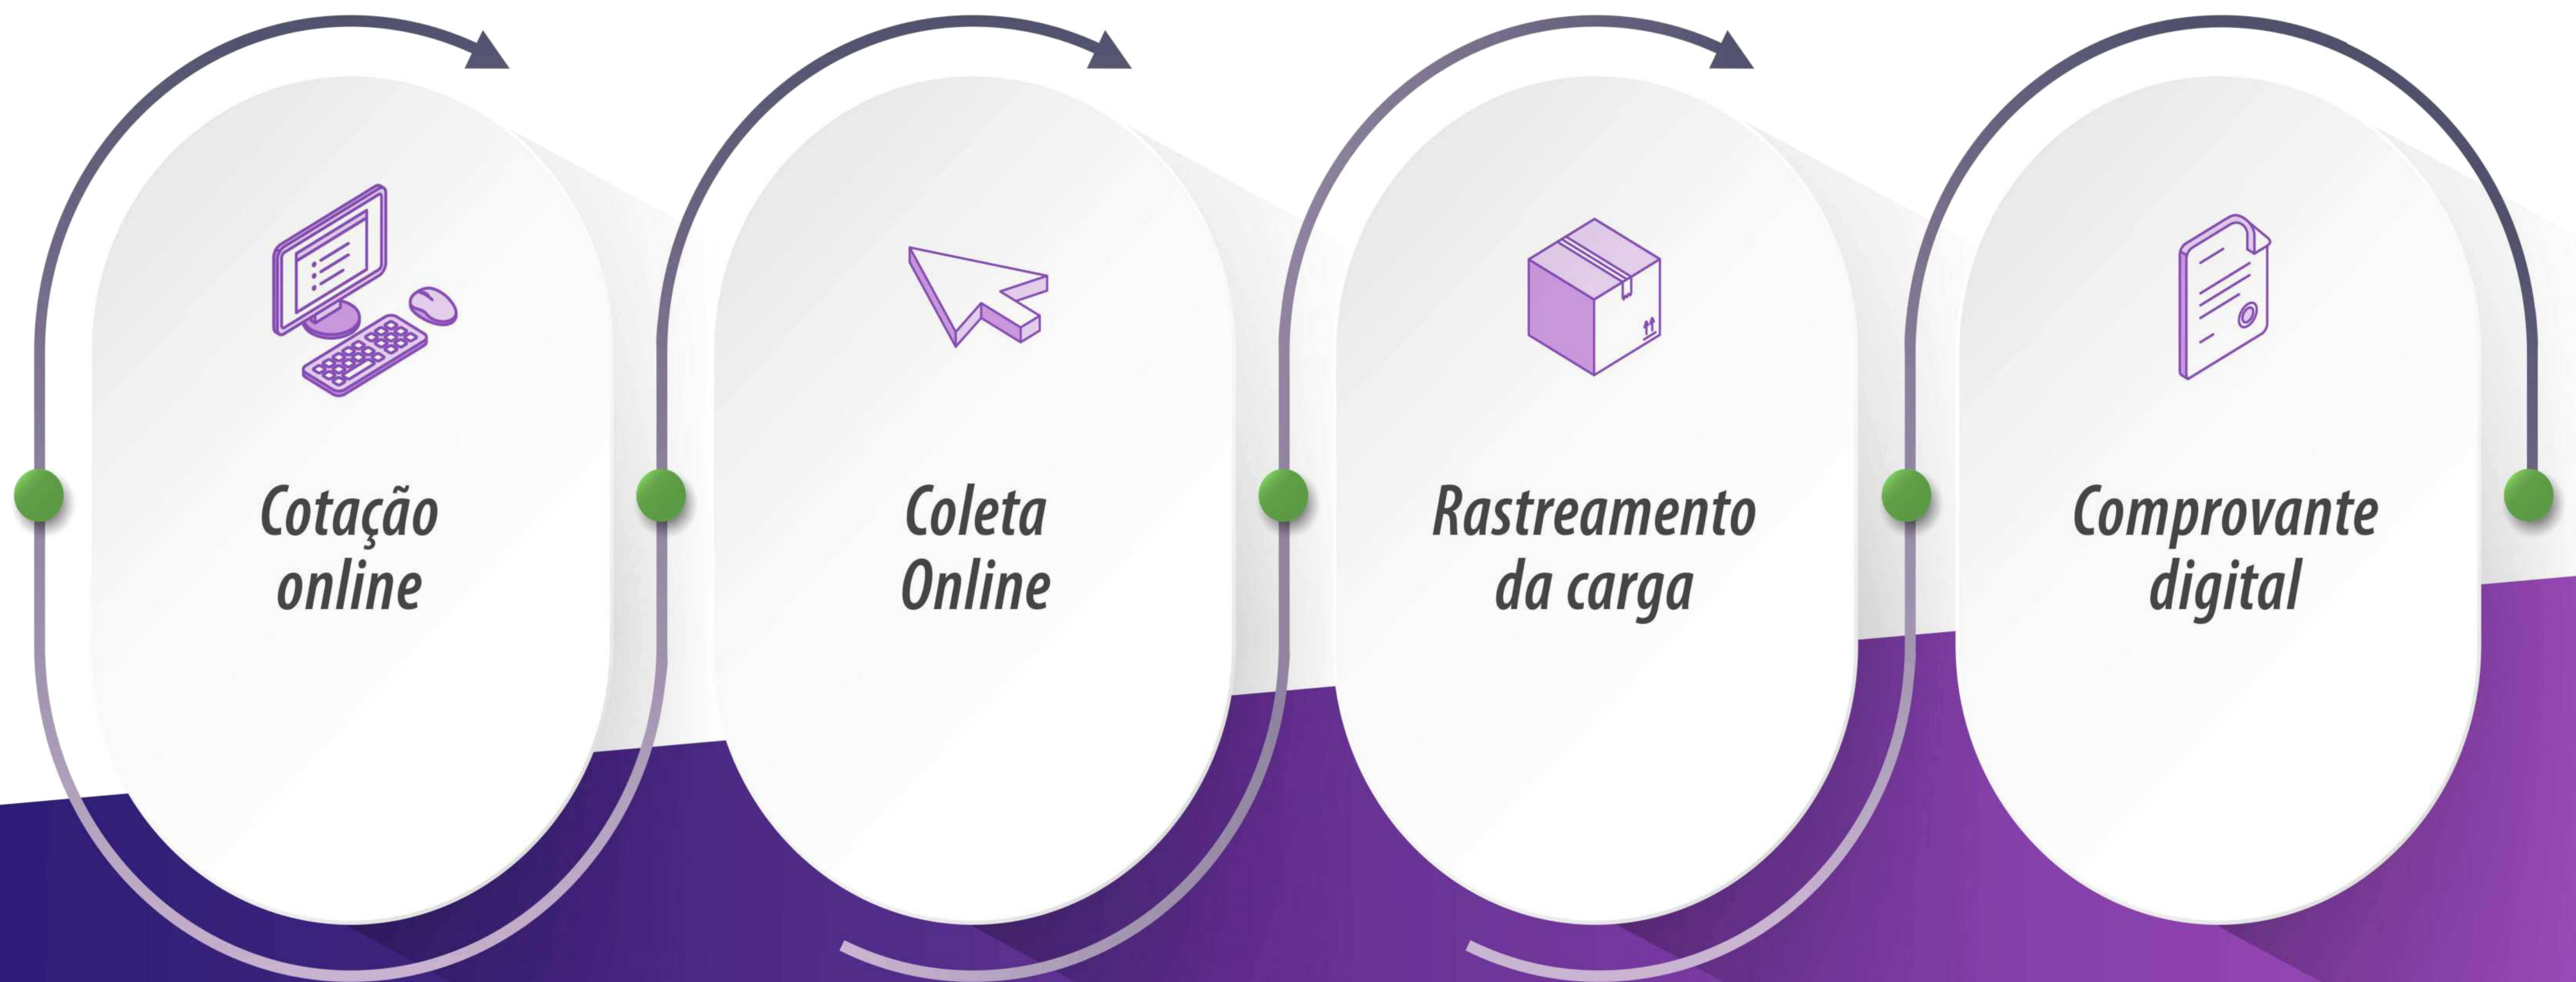 Cotação
online
Coleta
Online
Rastreamento
da carga
Comprovante
digital